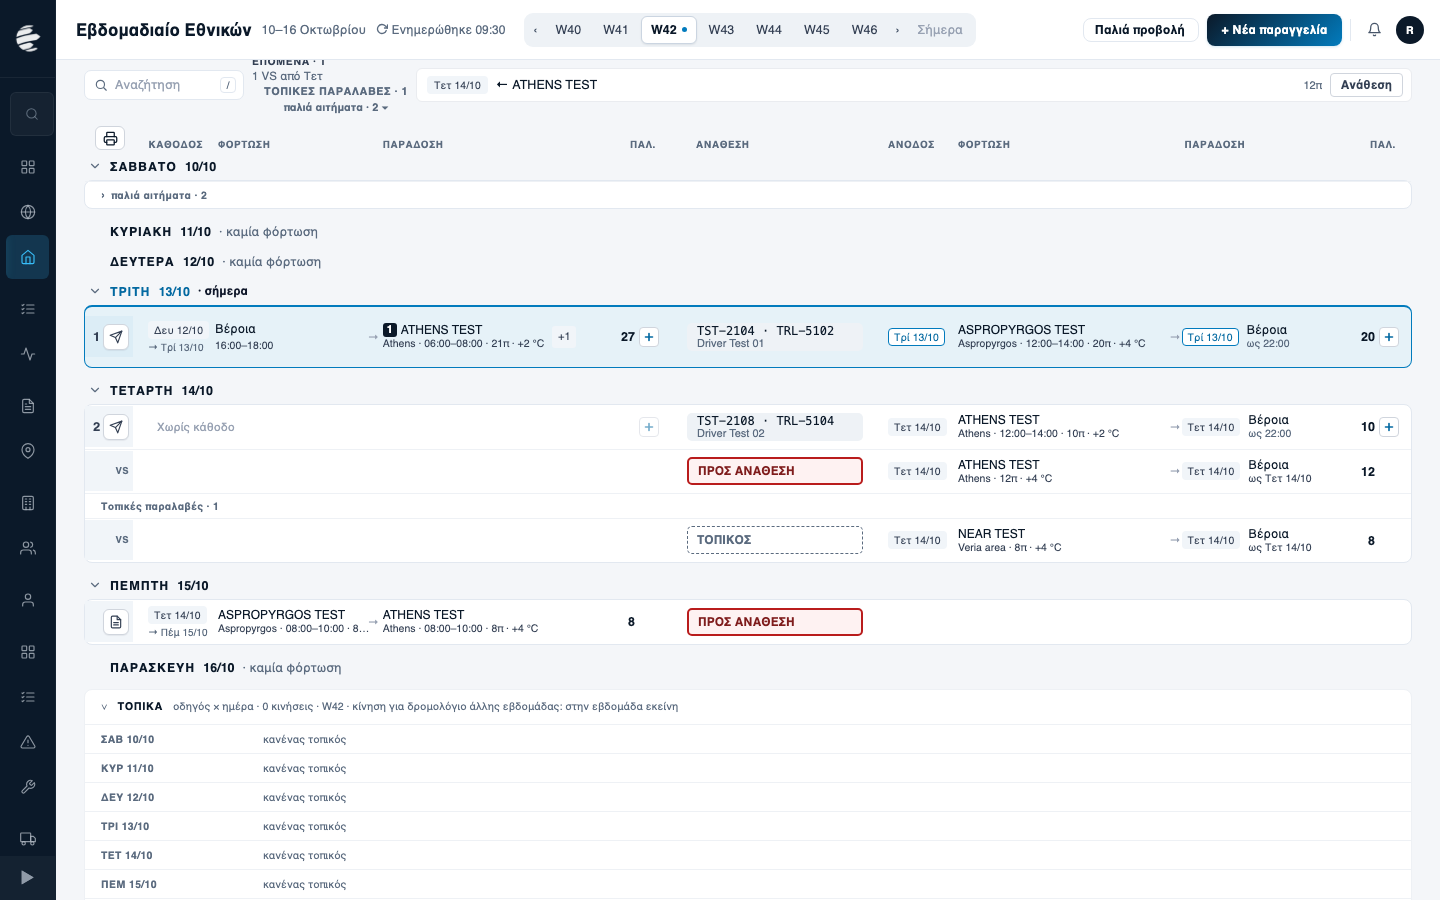 Εβδομαδιαίο Εθνικών 10–16 Οκτωβρίου Ενημερώθηκε 09:30 ‹ W40 W41 W42 W43 W44 W45 W46 › Σήμερα Παλιά προβολή + Νέα παραγγελία R
ΕΠΟΜΕΝΑ · 1
1 VS από Τετ
Αναζήτηση /
ΤΟΠΙΚΕΣ ΠΑΡΑΛΑΒΕΣ · 1
παλιά αιτήματα · 2
Τετ 14/10 ← ATHENS TEST 12π Ανάθεση
ΚΑΘΟΔΟΣ ΦΟΡΤΩΣΗ ΠΑΡΑΔΟΣΗ ΠΑΛ. ΑΝΑΘΕΣΗ ΑΝΟΔΟΣ ΦΟΡΤΩΣΗ ΠΑΡΑΔΟΣΗ ΠΑΛ.
ΣΑΒΒΑΤΟ 10/10
› παλιά αιτήματα · 2
ΚΥΡΙΑΚΗ 11/10 · καμία φόρτωση
ΔΕΥΤΕΡΑ 12/10 · καμία φόρτωση
ΤΡΙΤΗ 13/10 · σήμερα
1 Δευ 12/10 Βέροια → 1 ATHENS TEST +1 27 + TST–2104 · TRL–5102 Τρί 13/10 ASPROPYRGOS TEST → Τρί 13/10 Βέροια 20 +
→ Τρί 13/10 16:00–18:00 Athens · 06:00–08:00 · 21π · +2 °C Driver Test 01 Aspropyrgos · 12:00–14:00 · 20π · +4 °C ως 22:00
ΤΕΤΑΡΤΗ 14/10
2 Χωρίς κάθοδο + TST–2108 · TRL–5104 Τετ 14/10 ATHENS TEST → Τετ 14/10 Βέροια 10 +
Driver Test 02 Athens · 12:00–14:00 · 10π · +2 °C ως 22:00
VS ΠΡΟΣ ΑΝΑΘΕΣΗ Τετ 14/10 ATHENS TEST → Τετ 14/10 Βέροια 12
Athens · 12π · +4 °C ως Τετ 14/10
Τοπικές παραλαβές · 1
VS ΤΟΠΙΚΟΣ Τετ 14/10 NEAR TEST → Τετ 14/10 Βέροια 8
Veria area · 8π · +4 °C ως Τετ 14/10
ΠΕΜΠΤΗ 15/10
Τετ 14/10 ASPROPYRGOS TEST → ATHENS TEST 8 ΠΡΟΣ ΑΝΑΘΕΣΗ
→ Πέμ 15/10 Aspropyrgos · 08:00–10:00 · 8... Athens · 08:00–10:00 · 8π · +4 °C
ΠΑΡΑΣΚΕΥΗ 16/10 · καμία φόρτωση
ΤΟΠΙΚΑ οδηγός × ημέρα · 0 κινήσεις · W42 · κίνηση για δρομολόγιο άλλης εβδομάδας: στην εβδομάδα εκείνη
ΣΑΒ 10/10 κανένας τοπικός
ΚΥΡ 11/10 κανένας τοπικός
ΔΕΥ 12/10 κανένας τοπικός
ΤΡΙ 13/10 κανένας τοπικός
ΤΕΤ 14/10 κανένας τοπικός
ΠΕΜ 15/10 κανένας τοπικός